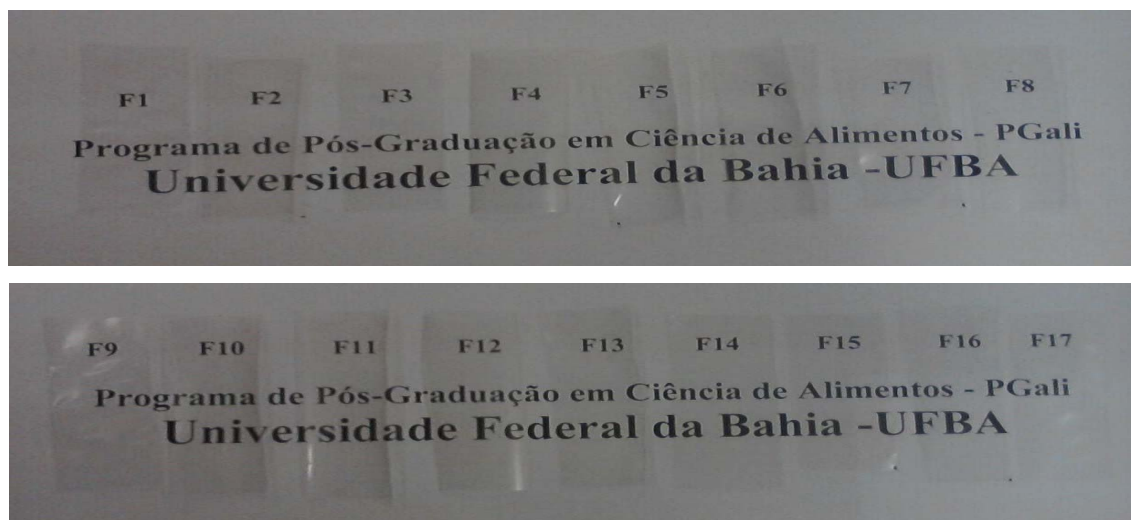 F1 F2 F3 F4 F5 F6 F7 F8
Programa de Pós-Graduação em Ciência de Alimentos - PGali
Universidade Federal da Bahia -UFBA
F9 F10 F11 F12 F13 F14 F15 F16 F17
Programa de Pós-Graduação em Ciência de Alimentos - PGali
Universidade Federal da Bahia -UFBA